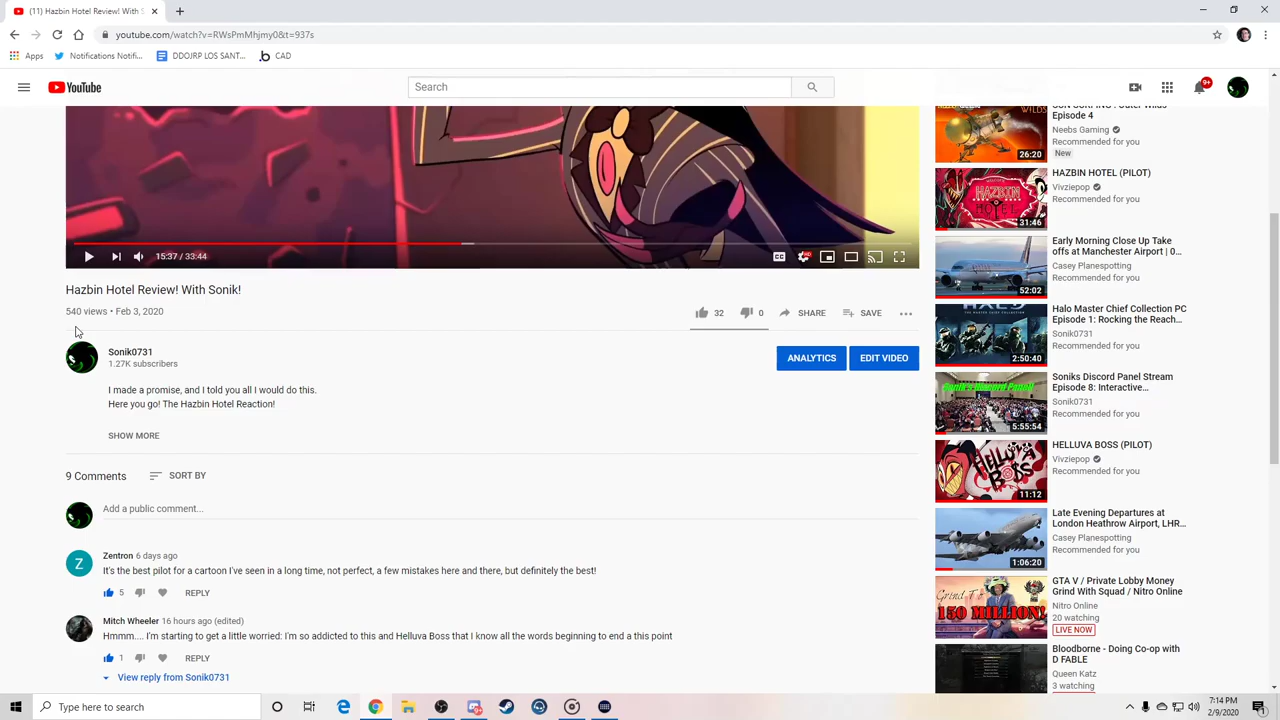 (11) Hazbin Hotel Review! With So
youtube.com/watch?v=RWsPmMhjmy0&t=937s
Apps
Notifications Notifi...
DDOJRP LOS SANT...
CAD
YouTube
Search
9+
Episode 4
Neebs Gaming
Recommended for you
New
26:20
HAZBIN HOTEL (PILOT)
Vivziepop
Recommended for you
HAZBIN
31:46
Early Morning Close Up Take
offs at Manchester Airport | 0...
Casey Planespotting
Recommended for you
52:02
Halo Master Chief Collection PC
Episode 1: Rocking the Reach...
Sonik0731
Recommended for you
HALO
2:50:40
Soniks Discord Panel Stream
Episode 8: Interactive...
Sonik0731
Recommended for you
5:55:54
HELLUVA BOSS (PILOT)
Vivziepop
Recommended for you
HELLUVA
BOSS
11:12
Late Evening Departures at
London Heathrow Airport, LHR...
Casey Planespotting
Recommended for you
1:06:20
GTA V / Private Lobby Money
Grind With Squad / Nitro Online
Nitro Online
20 watching
LIVE NOW
150 MILLION!
Bloodborne - Doing Co-op with
D FABLE
Queen Katz
3 watching
15:37 / 33:44
Hazbin Hotel Review! With Sonik!
540 views • Feb 3, 2020
32
0
SHARE
SAVE
Sonik0731
1.27K subscribers
ANALYTICS
EDIT VIDEO
I made a promise, and I told you all I would do this.
Here you go! The Hazbin Hotel Reaction!
SHOW MORE
9 Comments
SORT BY
Add a public comment...
Z
Zentron 6 days ago
It's the best pilot for a cartoon I've seen in a long time, not perfect, a few mistakes here and there, but definitely the best!
5
REPLY
Mitch Wheeler 16 hours ago (edited)
Hmmm.... I'm starting to get a little worried. I'm so addicted to this and Helluva Boss that I know all the words beginning to end a this point
1
REPLY
View reply from Sonik0731
Type here to search
7:14 PM
2/9/2020